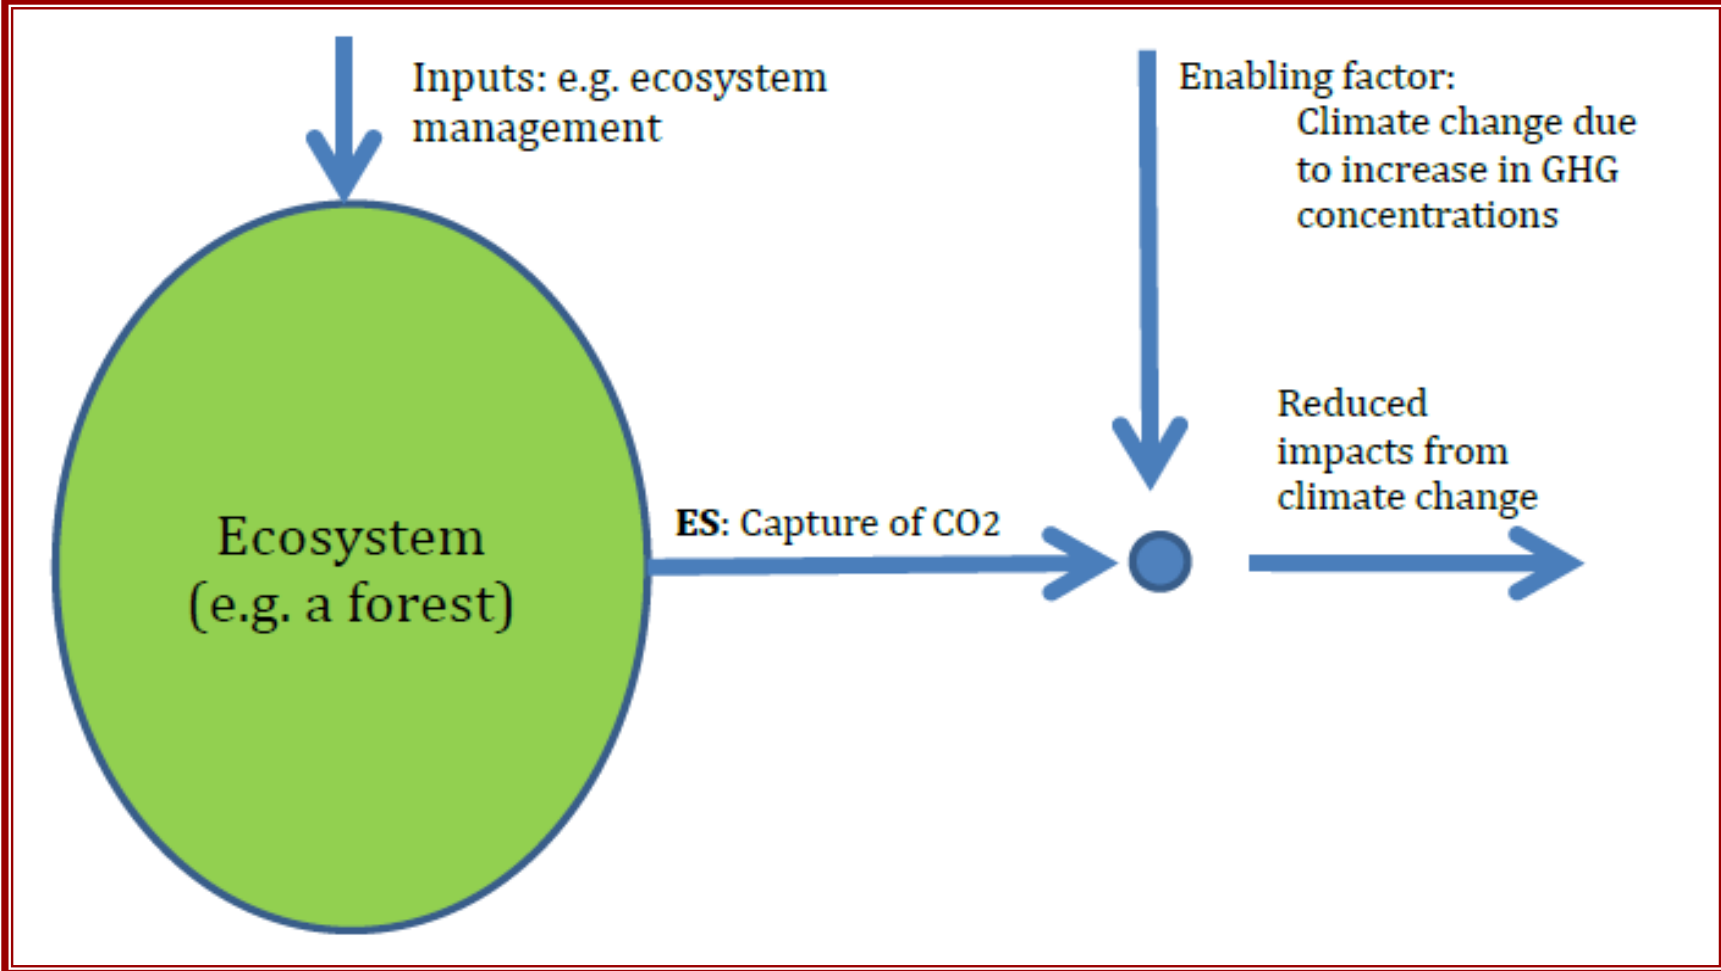 Inputs: e.g. ecosystem
management
Enabling factor:
Climate change due
to increase in GHG
concentrations
Reduced
impacts from
climate change
ES: Capture of CO2
Ecosystem
(e.g. a forest)